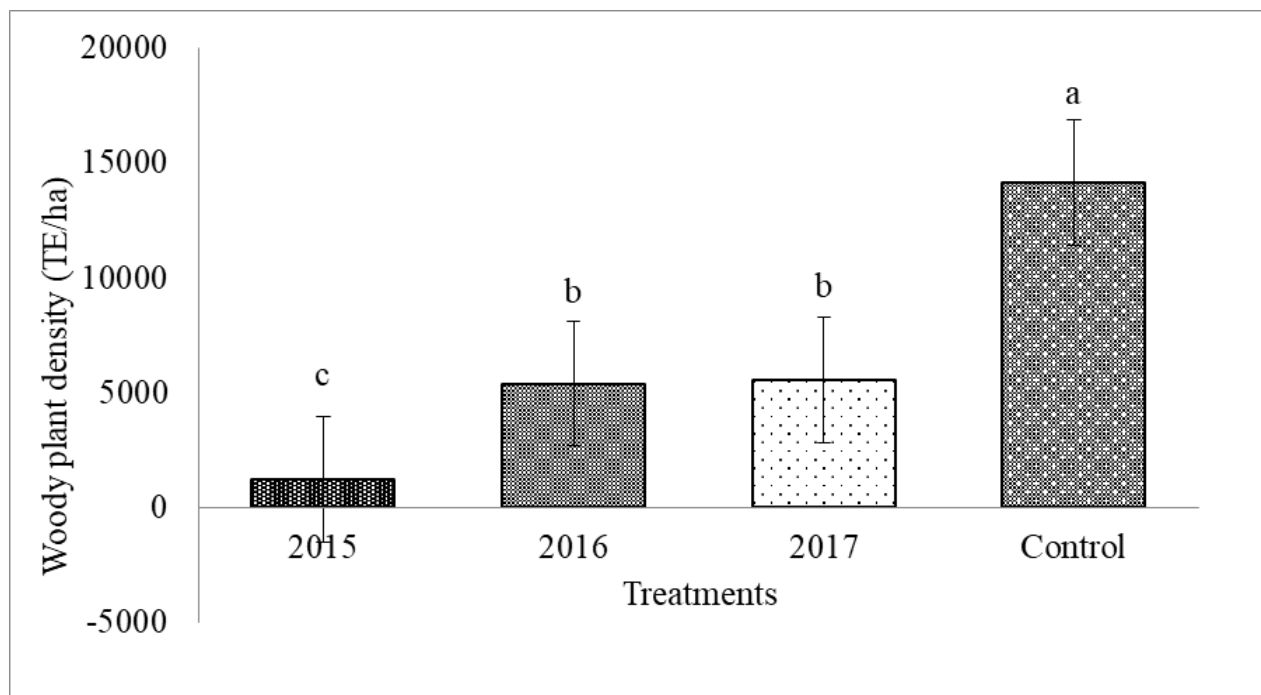 20000
15000
10000
5000
0
-5000
Woody plant density (TE/ha)
c
b
b
a
2015
2016
2017
Control
Treatments